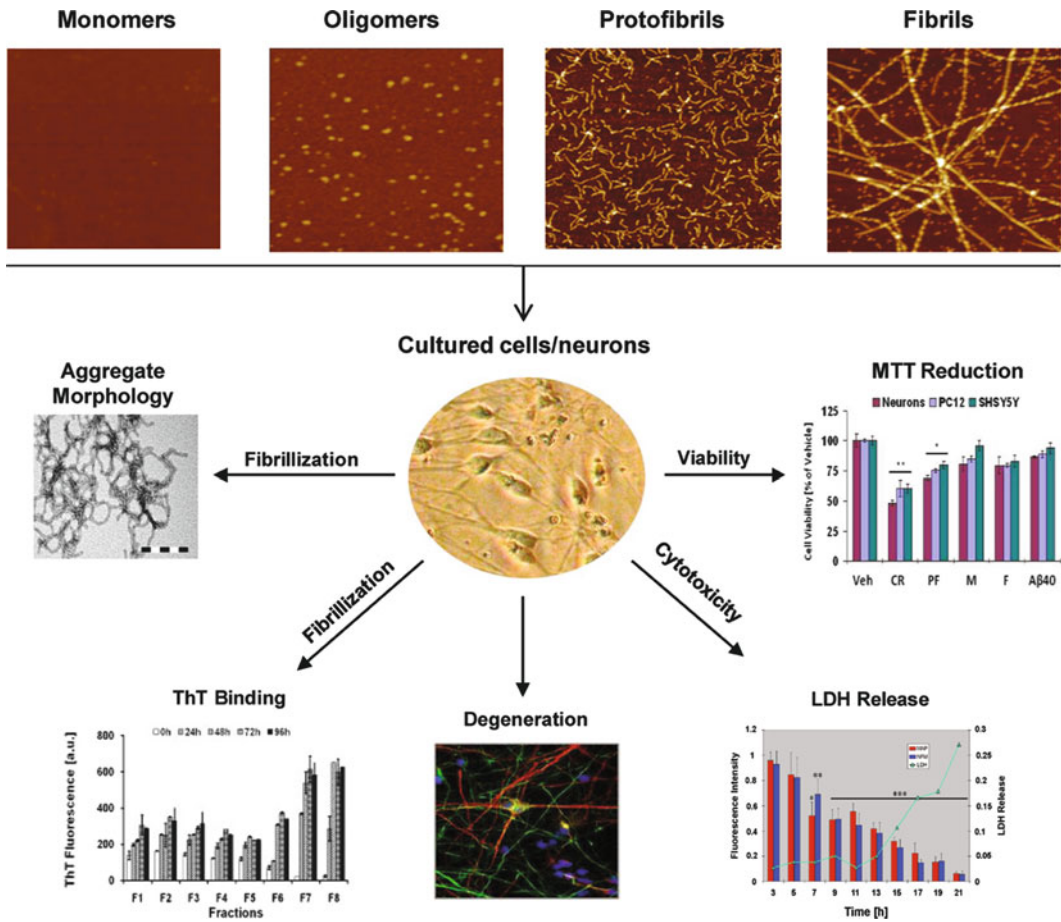 Monomers Oligomers Protofibrils Fibrils
Cultured cells/neurons
Aggregate
Morphology
Fibrillization
Viability
MTT Reduction
Neurons PC12 SHSY5Y
Cell Viability [% of Vehicle]
125
100
75
50
25
0
Veh CR PF M F Aβ40
** *
Fibrillization
Cytotoxicity
ThT Binding
0h 24h 48h 72h 96h
ThT Fluorescence [a.u.]
800
600
400
200
0
F1 F2 F3 F4 F5 F6 F7 F8
Fractions
Degeneration
LDH Release
Fluorescence Intensity
1.2
1
0.8
0.6
0.4
0.2
0
NFM
LDH
3 5 7 9 11 13 15 17 19 21
Time [h]
0.3
0.25
0.2
0.15
0.1
0.05
0
LDH Release